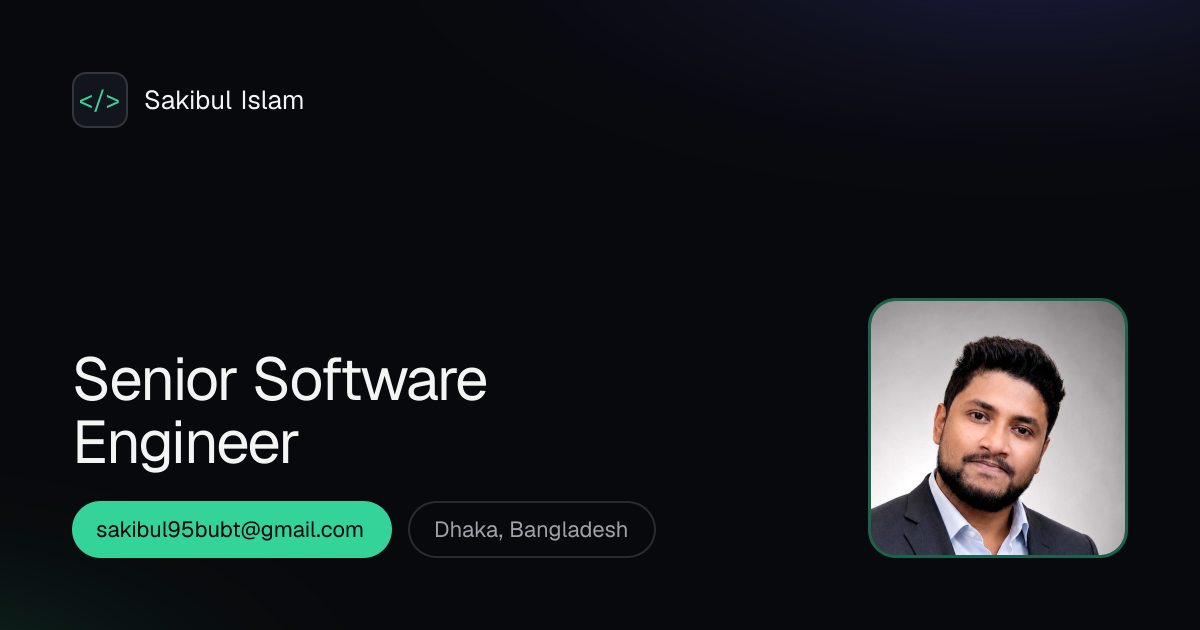 </> Sakibul Islam
Senior Software
Engineer
sakibul95bubt@gmail.com
Dhaka, Bangladesh